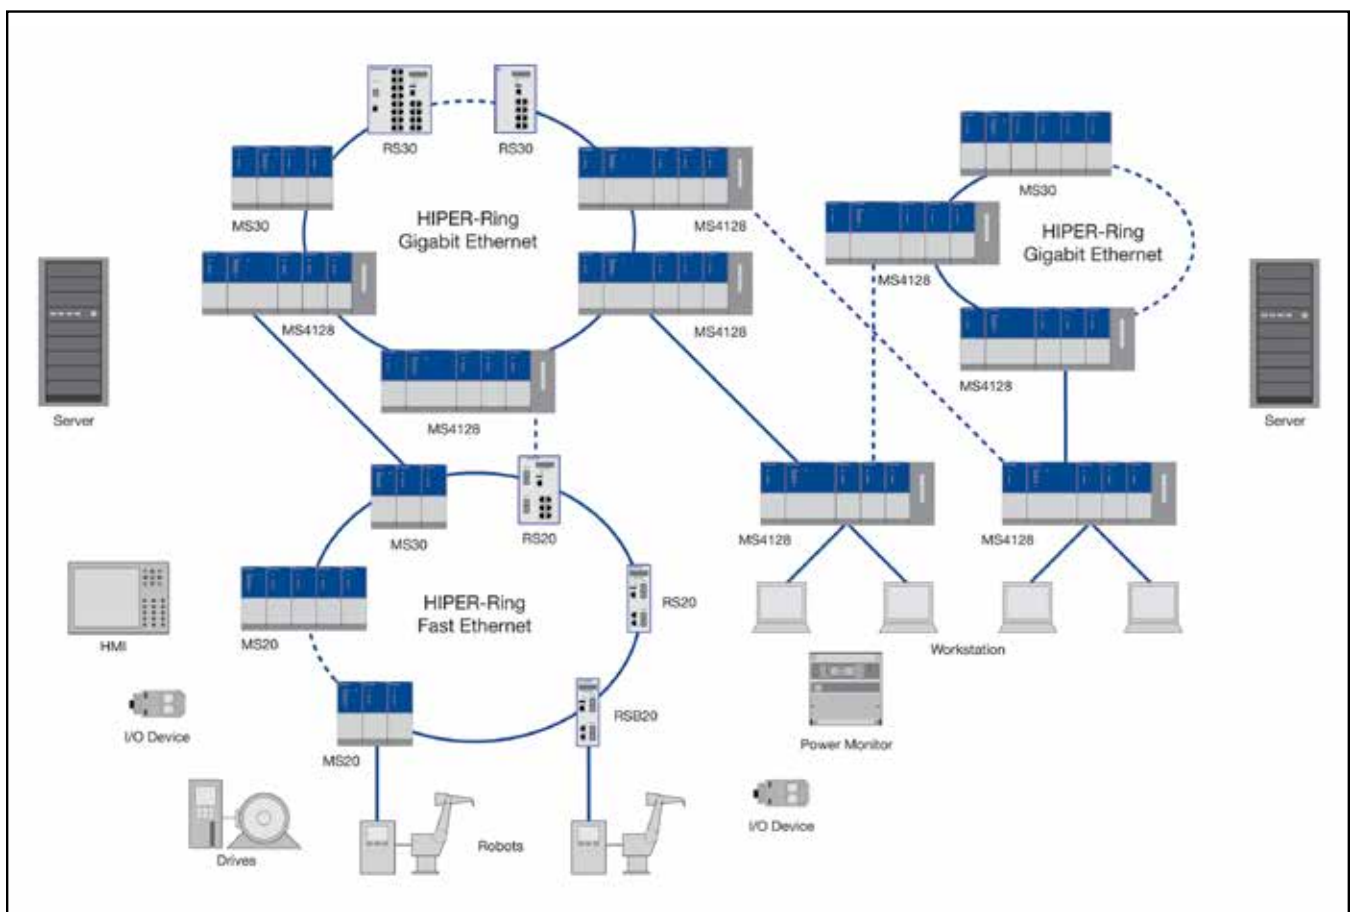 RS30
RS30
MS30
HIPER-Ring
Gigabit Ethernet
MS4128
MS30
HIPER-Ring
Gigabit Ethernet
MS4128
MS4128
MS4128
MS4128
MS4128
Server
Server
MS30
RS20
MS4128
MS4128
HIPER-Ring
Fast Ethernet
RS20
HMI
MS20
Workstation
I/O Device
RSB20
Power Monitor
MS20
I/O Device
Drives
Robots